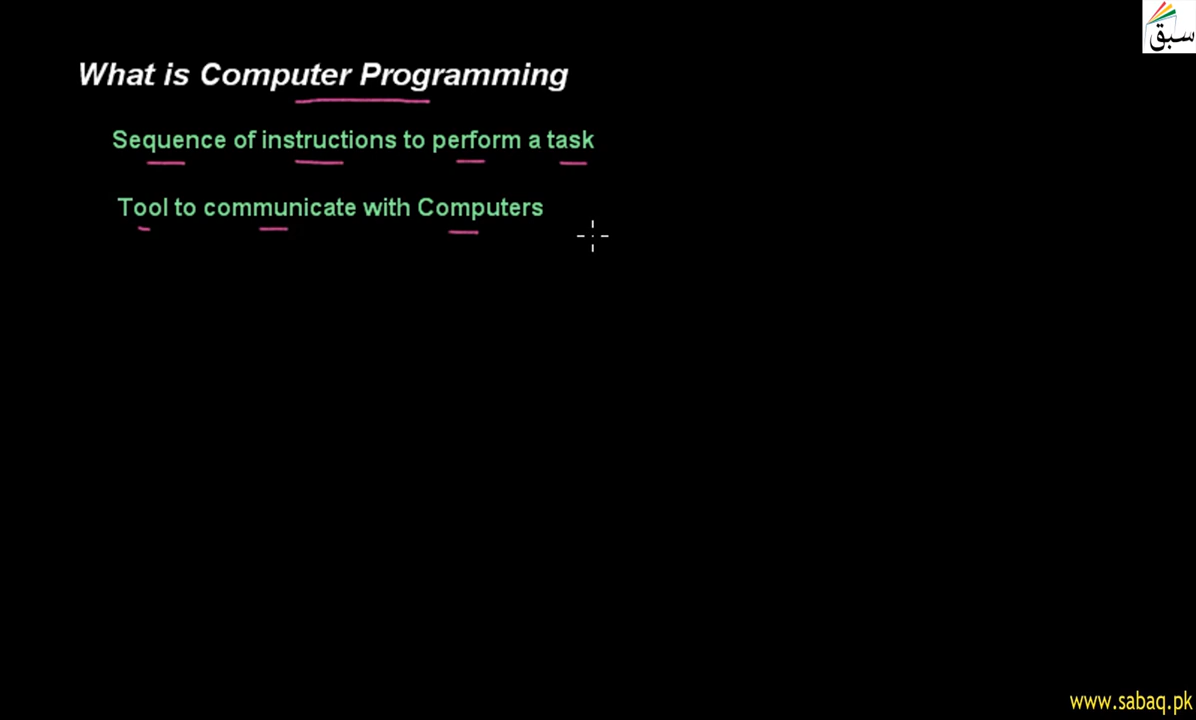 سبق
What is Computer Programming
Sequence of instructions to perform a task
Tool to communicate with Computers
www.sabaq.pk